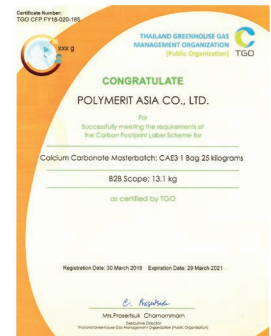 Certificate Number:
TGO CFP FY18-020-185
xxx g
THAILAND GREENHOUSE GAS
MANAGEMENT ORGANIZATION
(Public Organization)
TGO
CONGRATULATE
POLYMERIT ASIA CO., LTD.
For
Successfully meeting the requirements of
the Carbon Footprint Label Scheme for
Calcium Carbonate Masterbatch: CAE3 1 Bag 25 kilograms
B2B Scope: 13.1 kg
as certified by TGO
Registration Date: 30 March 2018 Expiration Date: 29 March 2021
Mrs.Prasertsuk Chamornmarn
Executive Director
Thailand Greenhouse Gas Management Organization (Public Organization)